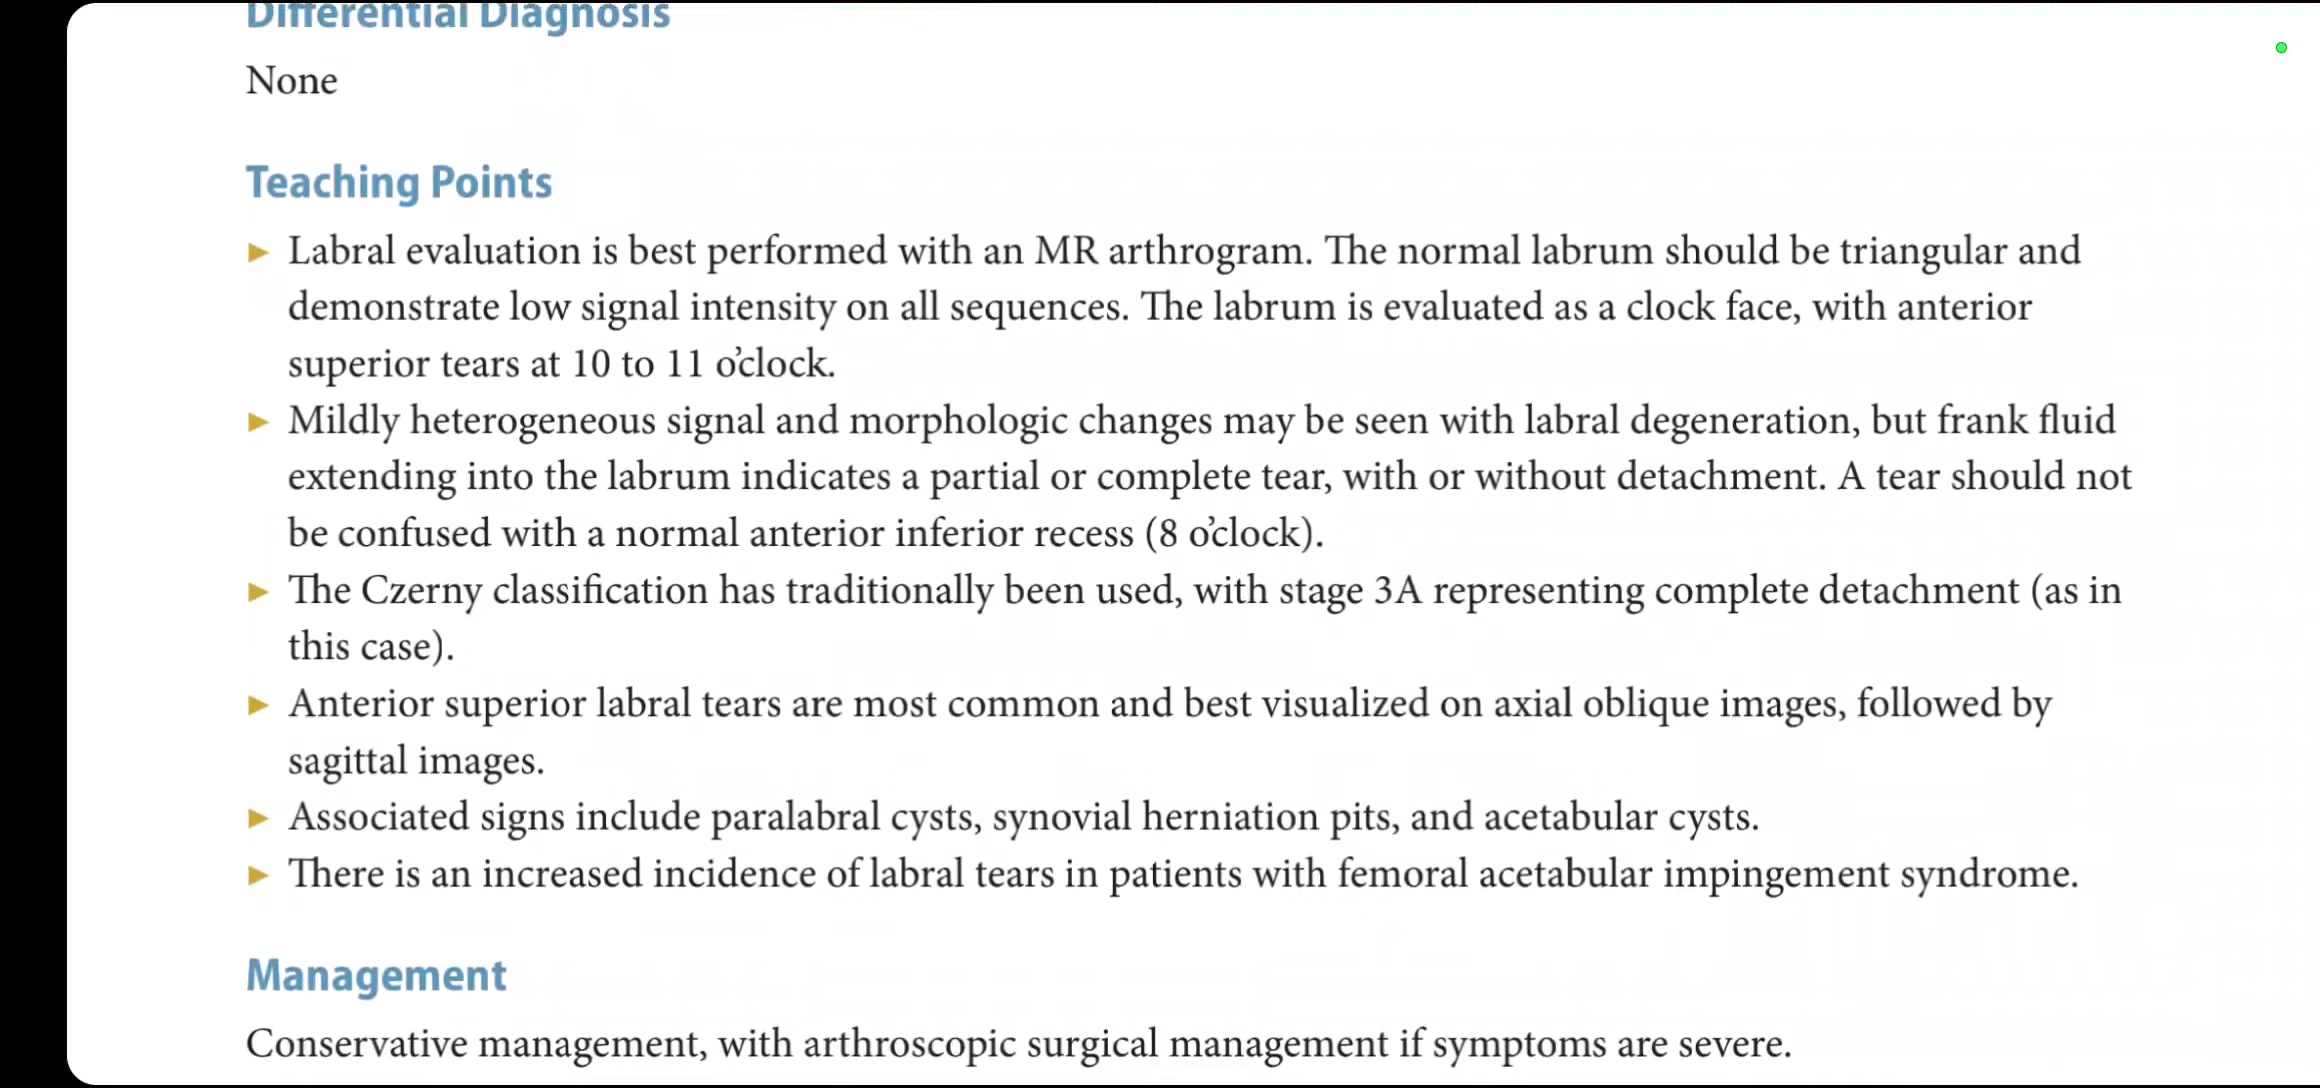 Differential Diagnosis
None
Teaching Points
► Labral evaluation is best performed with an MR arthrogram. The normal labrum should be triangular and
demonstrate low signal intensity on all sequences. The labrum is evaluated as a clock face, with anterior
superior tears at 10 to 11 o’clock.
► Mildly heterogeneous signal and morphologic changes may be seen with labral degeneration, but frank fluid
extending into the labrum indicates a partial or complete tear, with or without detachment. A tear should not
be confused with a normal anterior inferior recess (8 o’clock).
► The Czerny classification has traditionally been used, with stage 3A representing complete detachment (as in
this case).
► Anterior superior labral tears are most common and best visualized on axial oblique images, followed by
sagittal images.
► Associated signs include paralabral cysts, synovial herniation pits, and acetabular cysts.
► There is an increased incidence of labral tears in patients with femoral acetabular impingement syndrome.
Management
Conservative management, with arthroscopic surgical management if symptoms are severe.